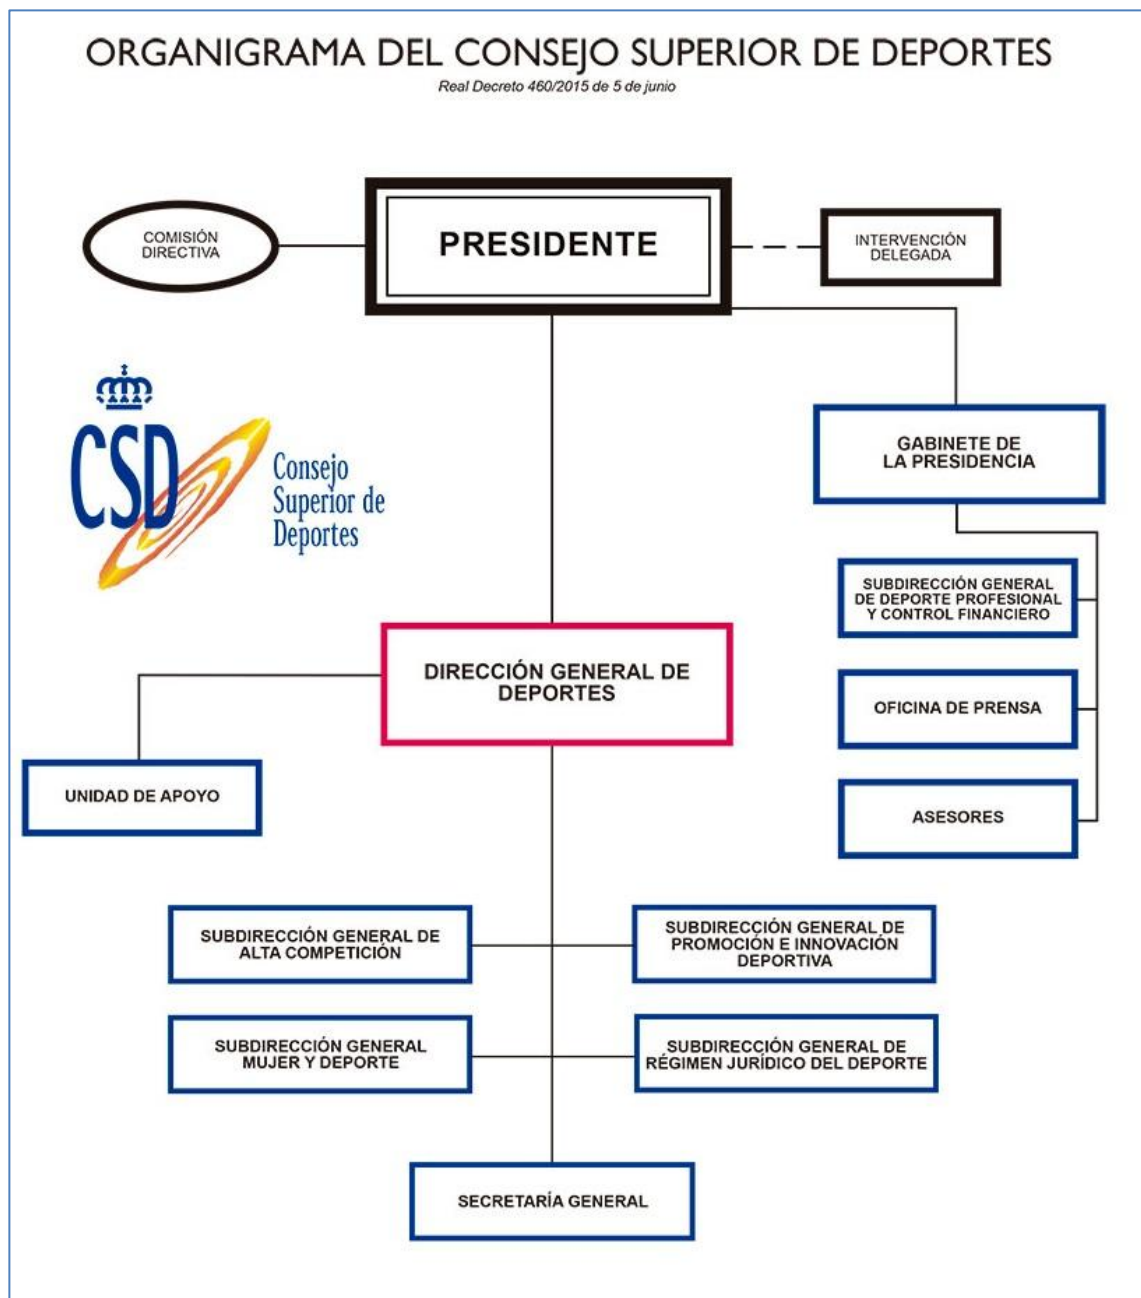 ORGANIGRAMA DEL CONSEJO SUPERIOR DE DEPORTES
Real Decreto 460/2015 de 5 de junio
COMISIÓN
DIRECTIVA
PRESIDENTE
INTERVENCIÓN
DELEGADA
CSD
Consejo
Superior de
Deportes
GABINETE DE
LA PRESIDENCIA
SUBDIRECCIÓN GENERAL
DE DEPORTE PROFESIONAL
Y CONTROL FINANCIERO
OFICINA DE PRENSA
ASESORES
DIRECCIÓN GENERAL DE
DEPORTES
UNIDAD DE APOYO
SUBDIRECCIÓN GENERAL DE
ALTA COMPETICIÓN
SUBDIRECCIÓN GENERAL DE
PROMOCIÓN E INNOVACIÓN
DEPORTIVA
SUBDIRECCIÓN GENERAL
MUJER Y DEPORTE
SUBDIRECCIÓN GENERAL DE
RÉGIMEN JURÍDICO DEL DEPORTE
SECRETARÍA GENERAL